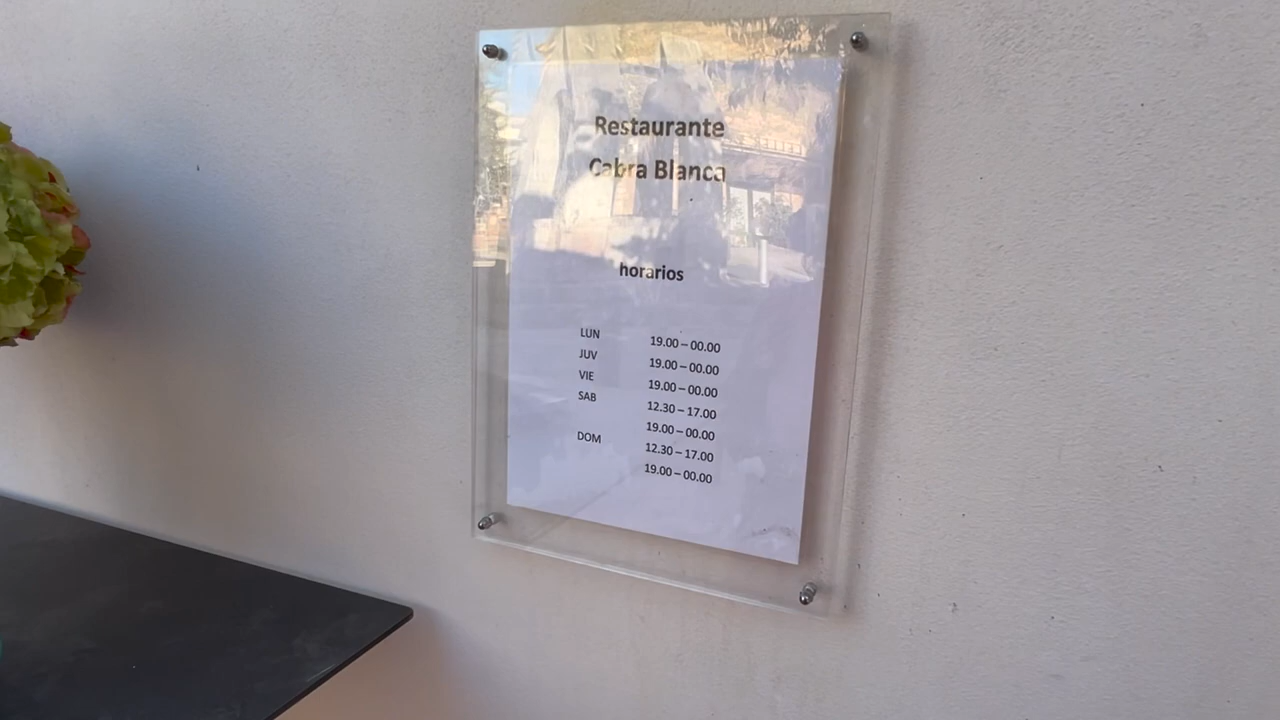 Restaurante
Cabra Blanca
horarios
LUN 19.00 – 00.00
JUV 19.00 – 00.00
VIE 19.00 – 00.00
SAB 12.30 – 17.00
19.00 – 00.00
DOM 12.30 – 17.00
19.00 – 00.00